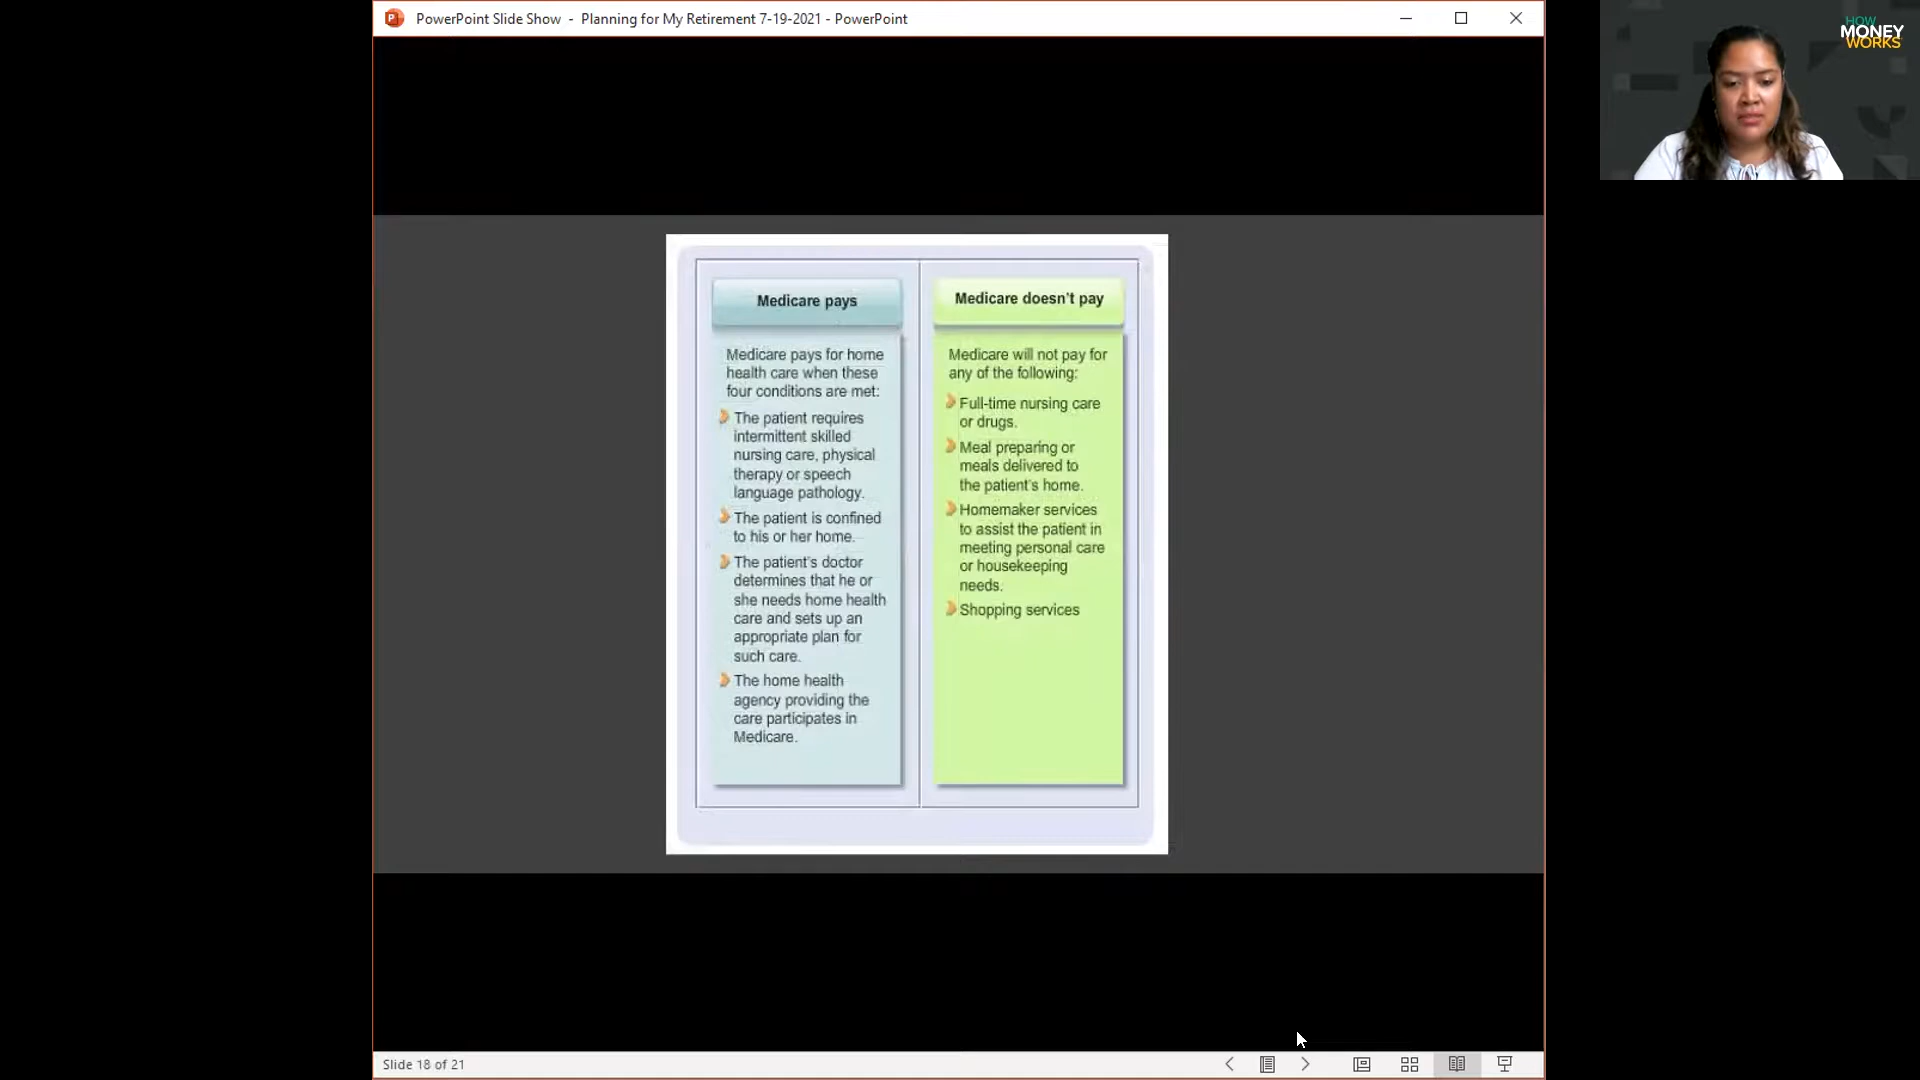 PowerPoint Slide Show - Planning for My Retirement 7-19-2021 - PowerPoint
HOW
MONEY
WORKS
Medicare pays
Medicare pays for home
health care when these
four conditions are met:
The patient requires
intermittent skilled
nursing care, physical
therapy or speech
language pathology.
The patient is confined
to his or her home.
The patient's doctor
determines that he or
she needs home health
care and sets up an
appropriate plan for
such care.
The home health
agency providing the
care participates in
Medicare.
Medicare doesn't pay
Medicare will not pay for
any of the following:
Full-time nursing care
or drugs.
Meal preparing or
meals delivered to
the patient's home.
Homemaker services
to assist the patient in
meeting personal care
or housekeeping
needs.
Shopping services
Slide 18 of 21